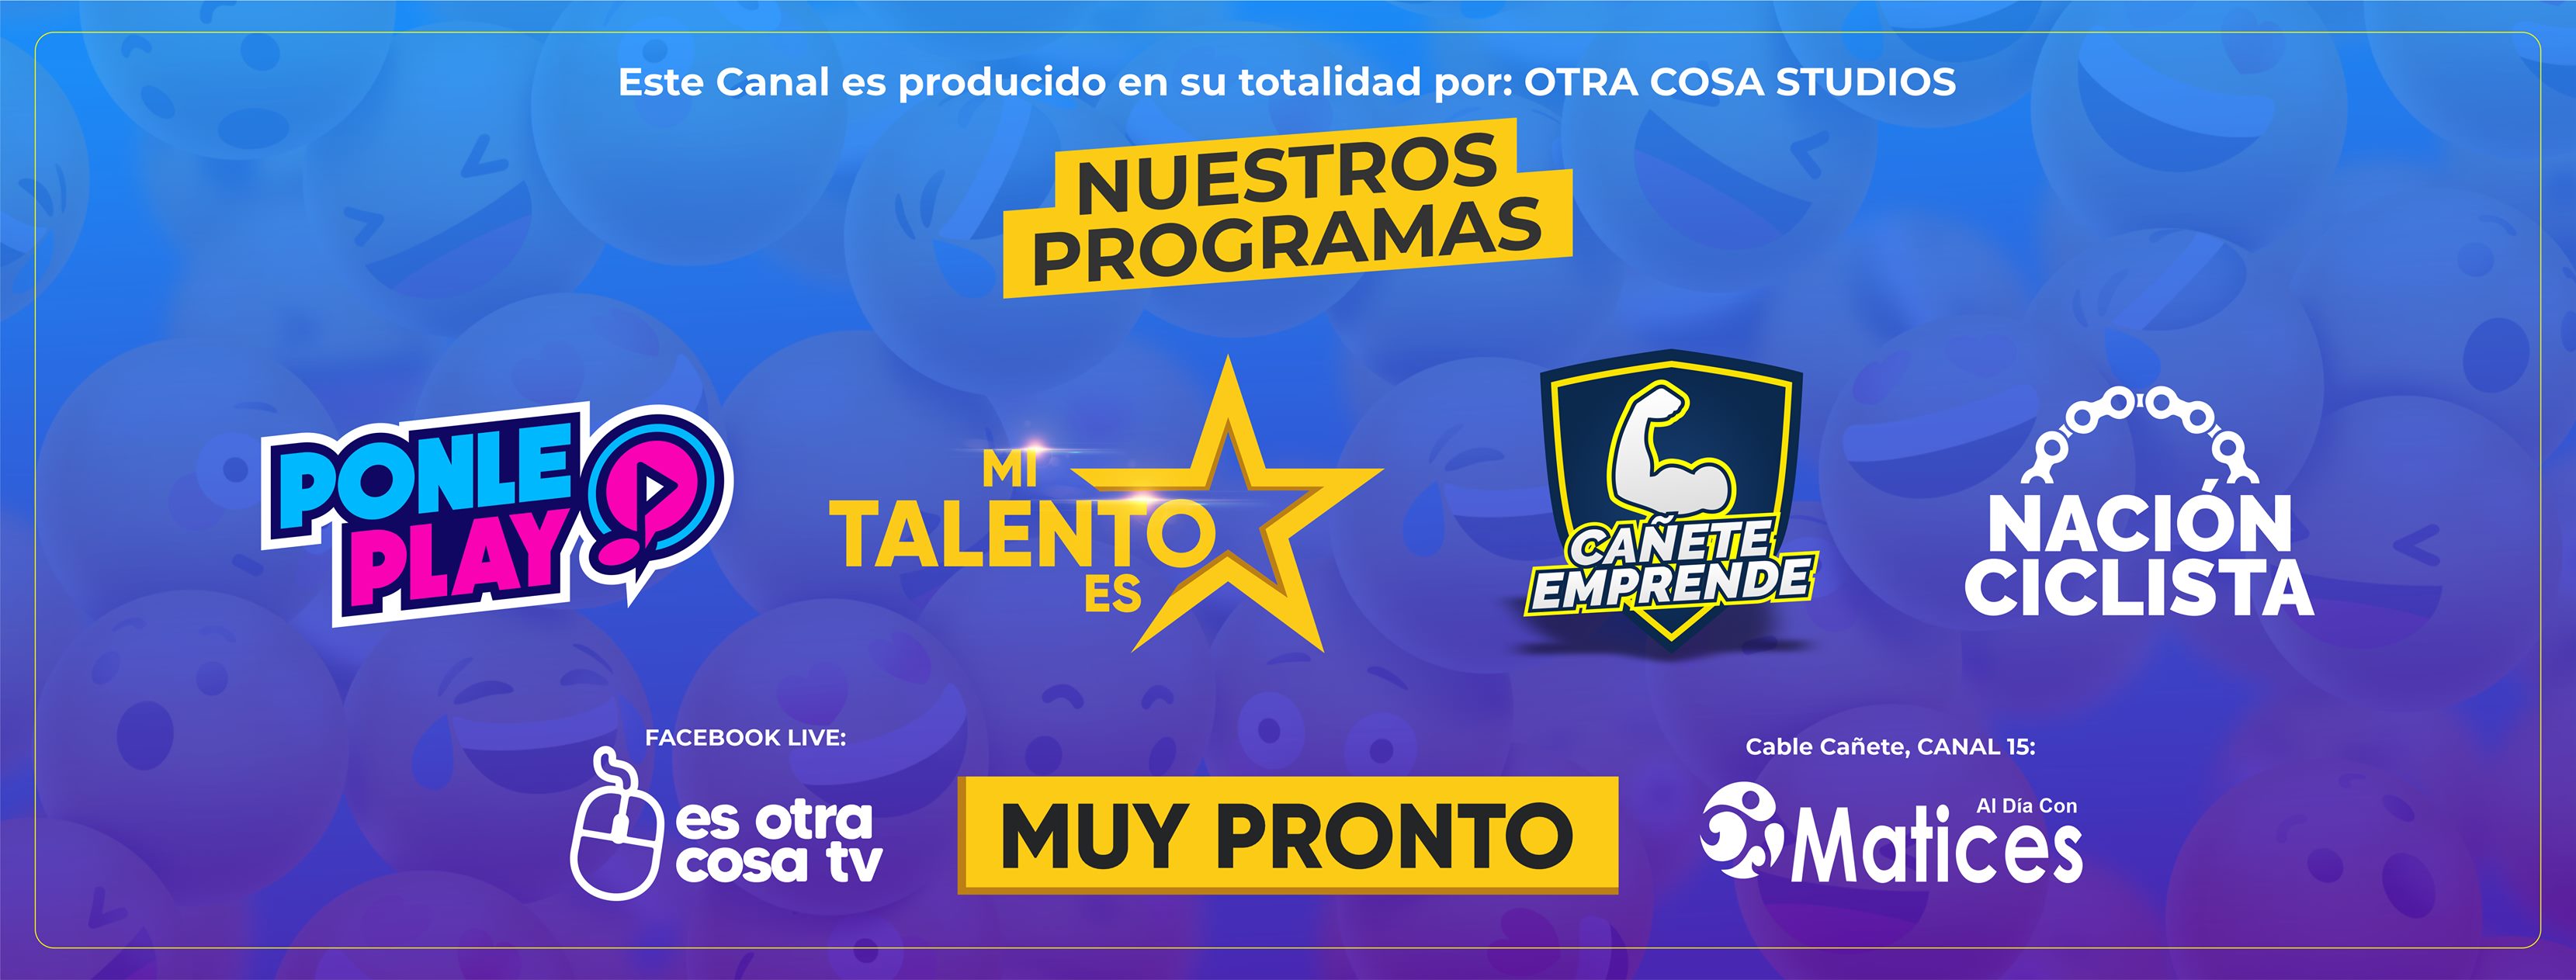 Este Canal es producido en su totalidad por: OTRA COSA STUDIOS
NUESTROS
PROGRAMAS
PONLE
PLAY
MI
TALENTO
ES
CAÑETE
EMPRENDE
NACIÓN
CICLISTA
FACEBOOK LIVE:
es otra
cosa tv
MUY PRONTO
Cable Cañete, CANAL 15:
Al Día Con
Matices